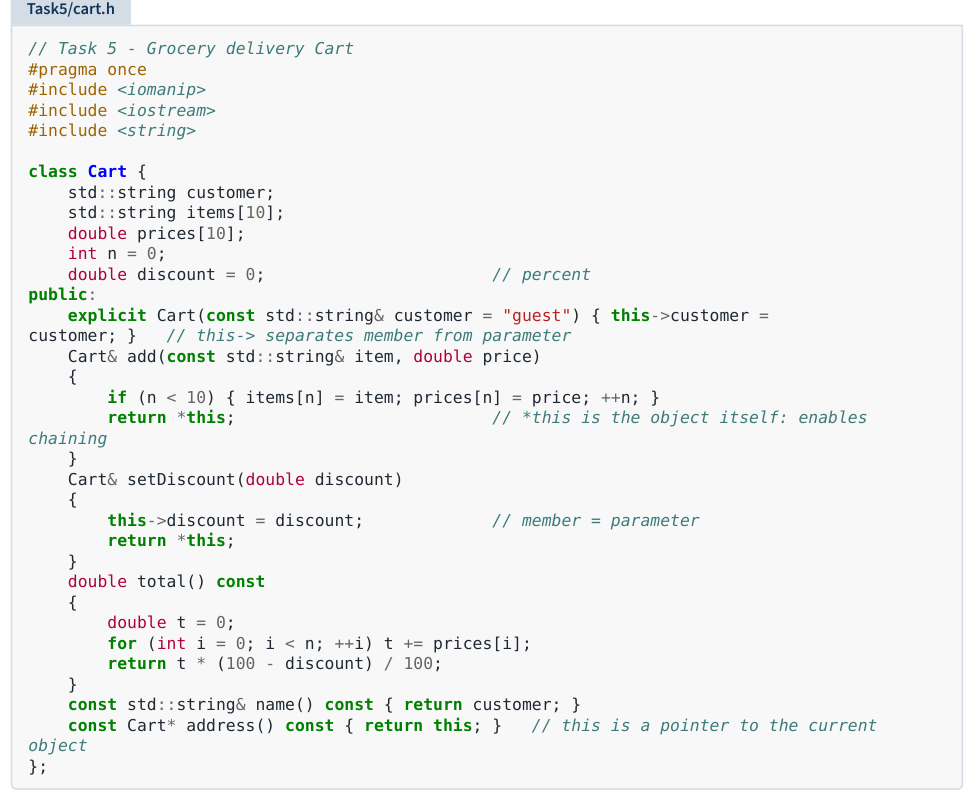 Task5/cart.h
// Task 5 - Grocery delivery Cart
#pragma once
#include <iomanip>
#include <iostream>
#include <string>

class Cart {
    std::string customer;
    std::string items[10];
    double prices[10];
    int n = 0;
    double discount = 0;                       // percent
public:
    explicit Cart(const std::string& customer = "guest") { this->customer =
customer; }   // this-> separates member from parameter
    Cart& add(const std::string& item, double price)
    {
        if (n < 10) { items[n] = item; prices[n] = price; ++n; }
        return *this;                          // *this is the object itself: enables
chaining
    }
    Cart& setDiscount(double discount)
    {
        this->discount = discount;             // member = parameter
        return *this;
    }
    double total() const
    {
        double t = 0;
        for (int i = 0; i < n; ++i) t += prices[i];
        return t * (100 - discount) / 100;
    }
    const std::string& name() const { return customer; }
    const Cart* address() const { return this; }   // this is a pointer to the current
object
};